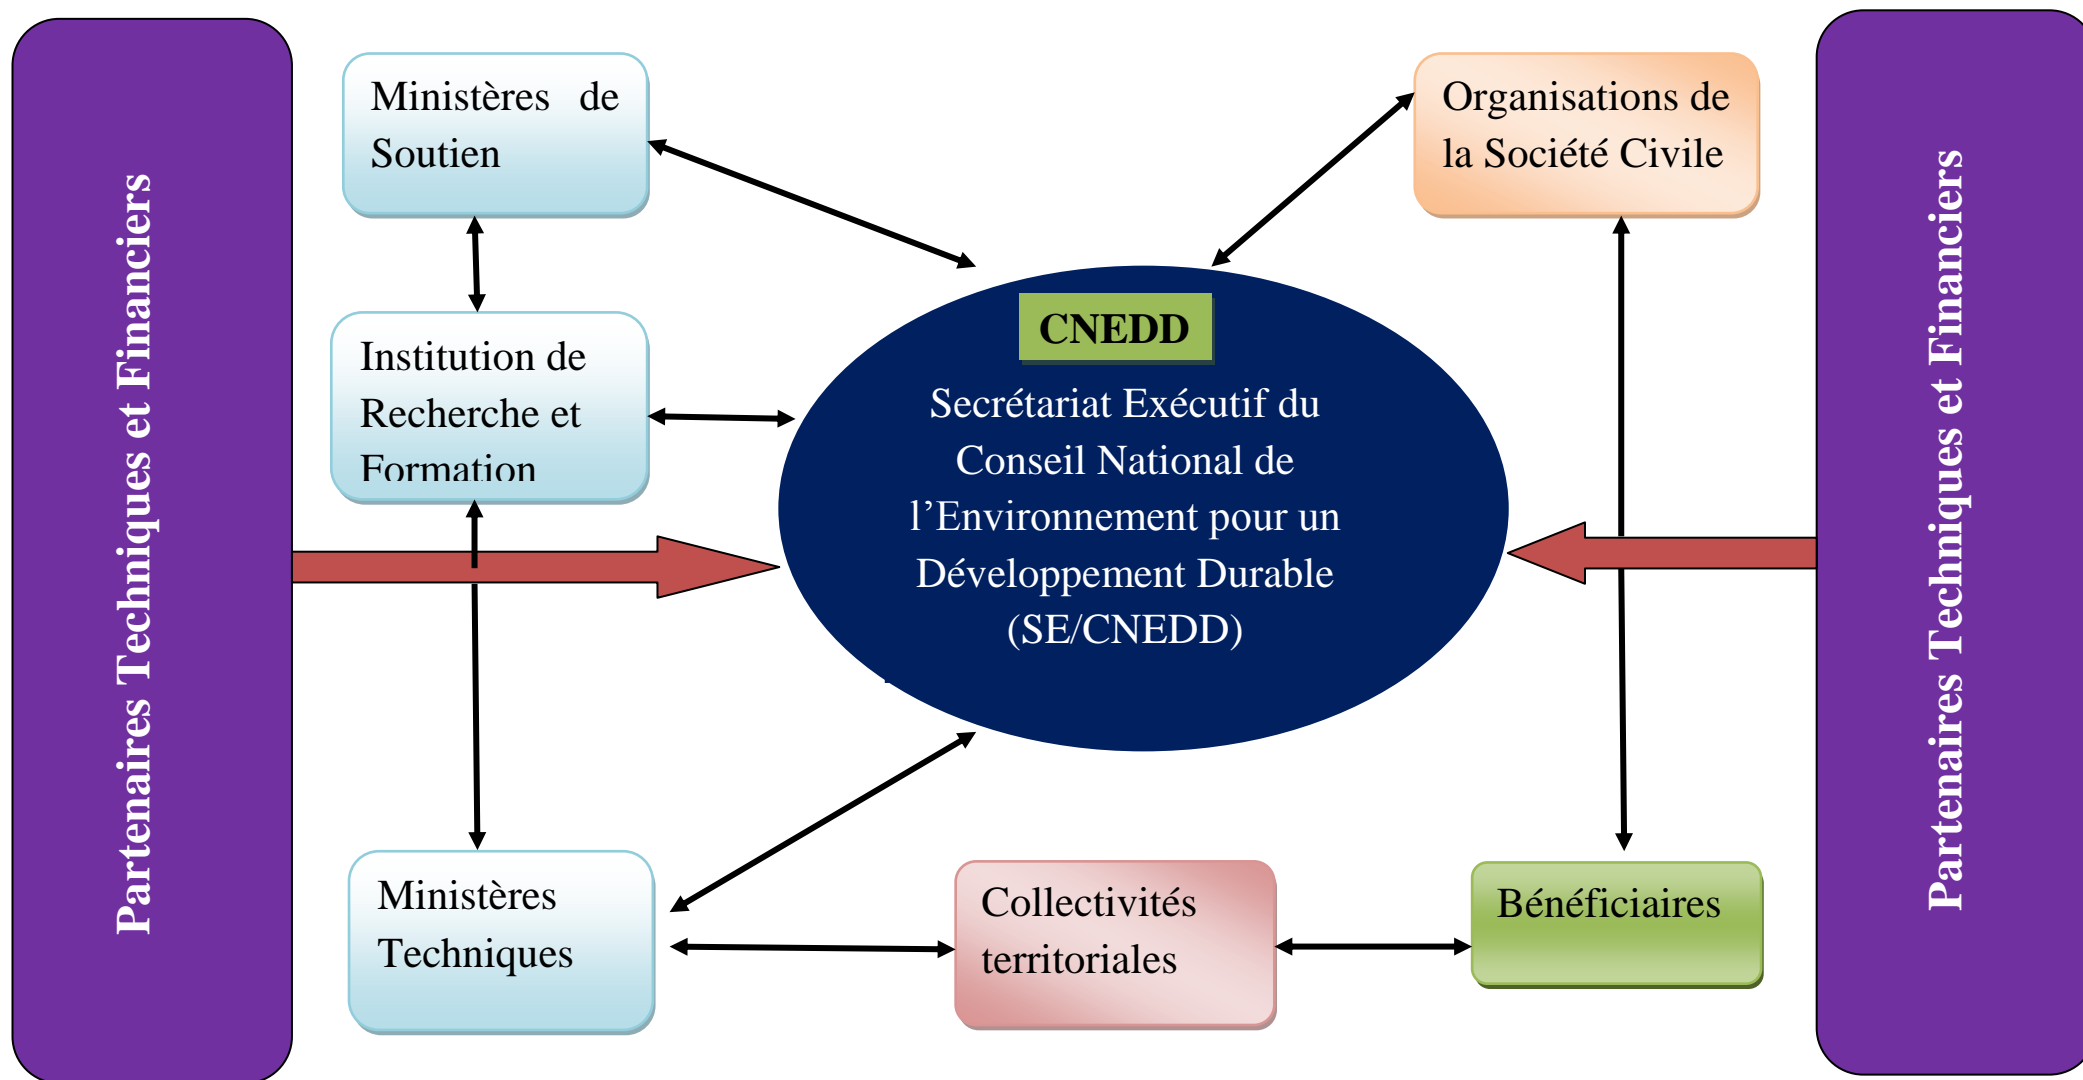 Partenaires Techniques et Financiers
Ministères de
Soutien
Institution de
Recherche et
Formation
Ministères
Techniques
CNEDD
Secrétariat Exécutif du
Conseil National de
l’Environnement pour un
Développement Durable
(SE/CNEDD)
Organisations de
la Société Civile
Collectivités
territoriales
Bénéficiaires
Partenaires Techniques et Financiers